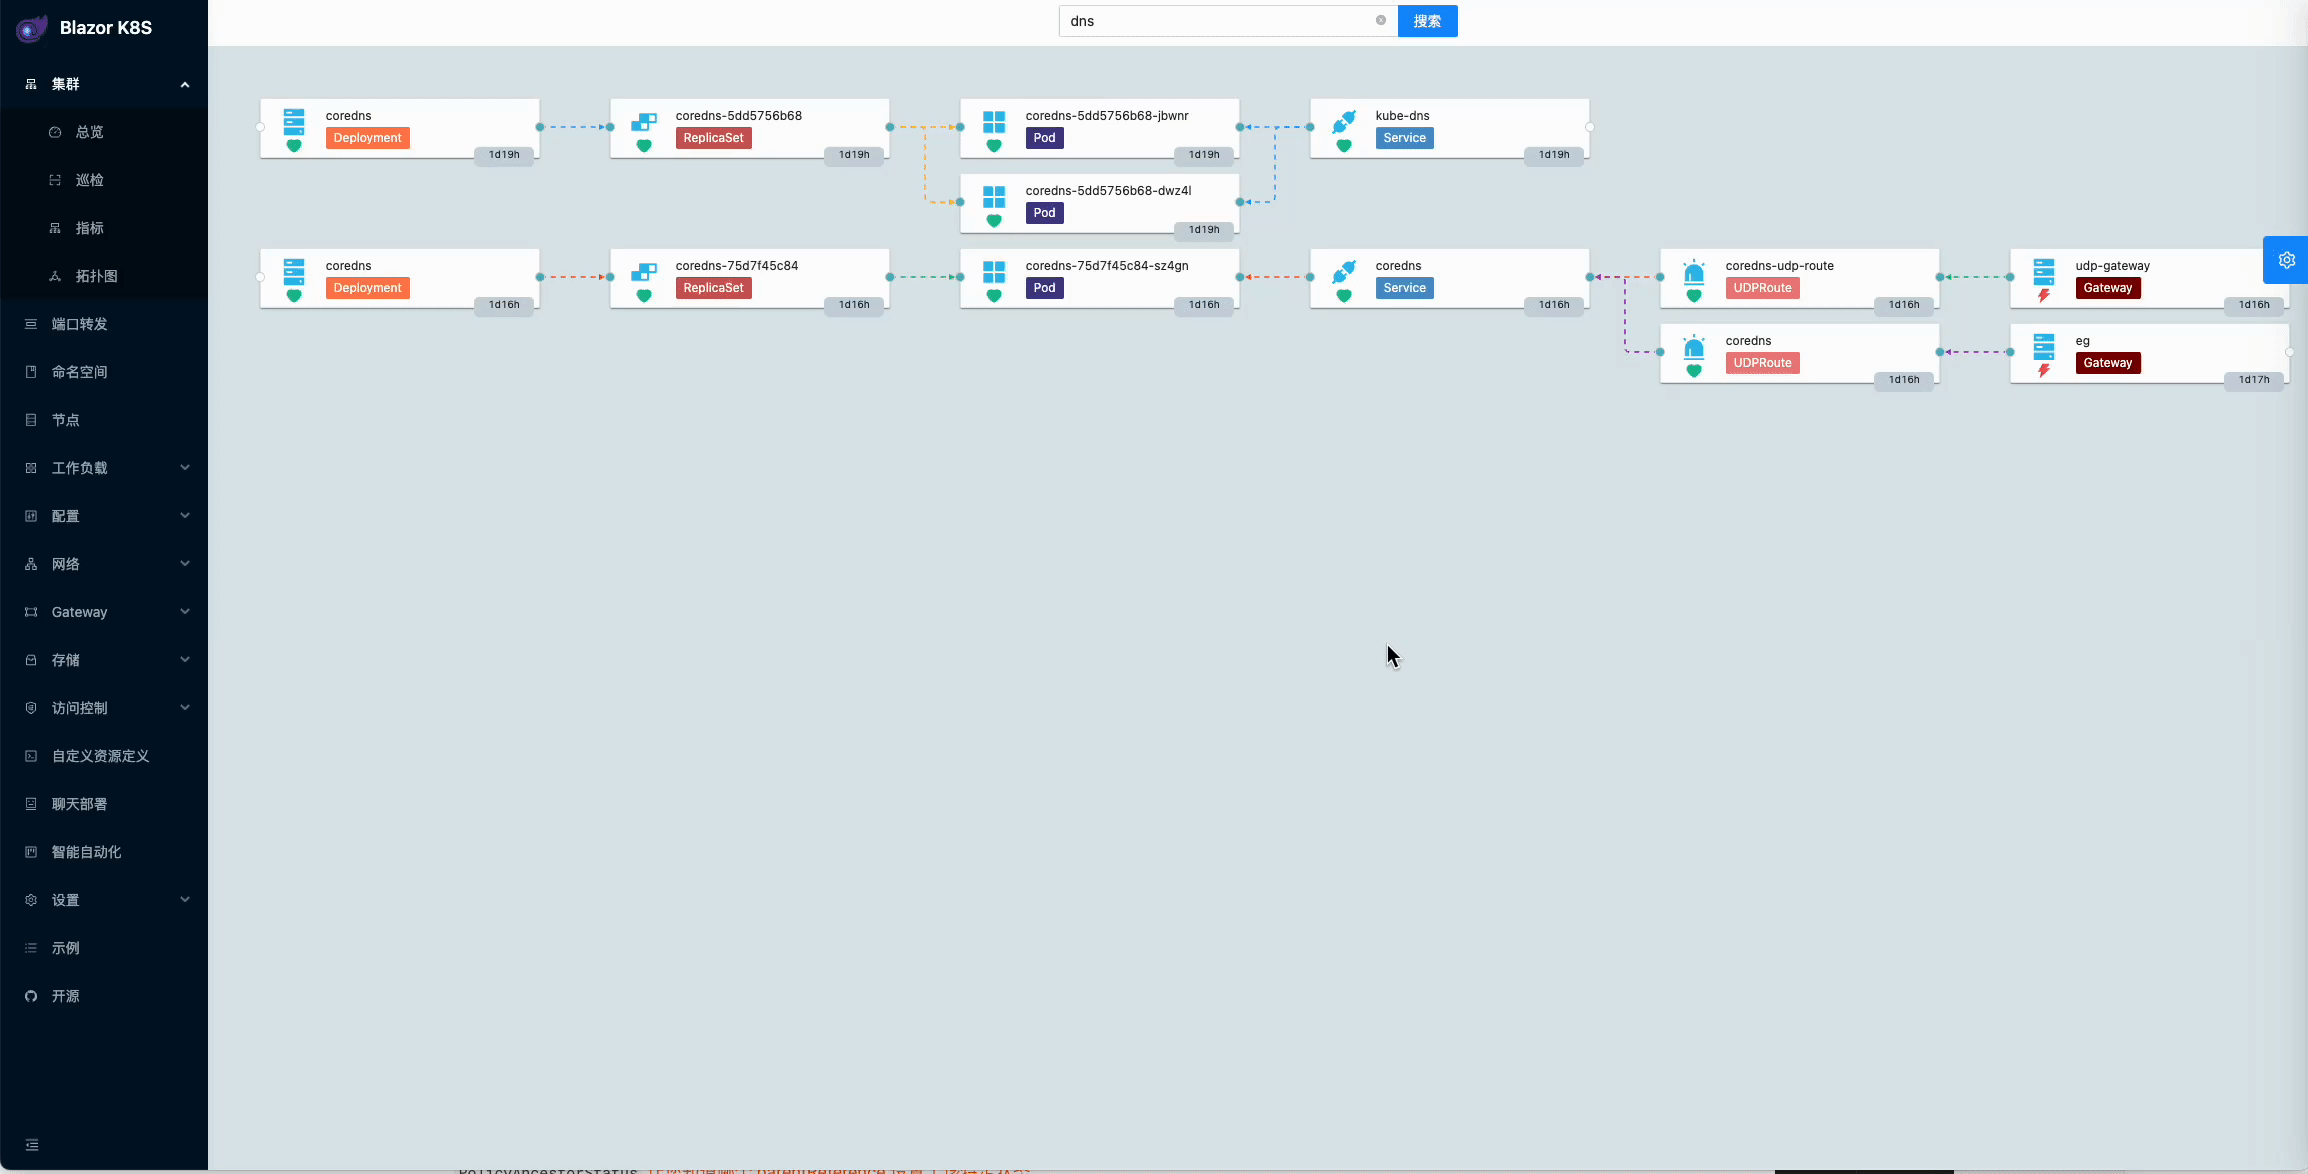 Blazor K8S
集群
总览
巡检
指标
拓扑图
端口转发
命名空间
节点
工作负载
配置
网络
Gateway
存储
访问控制
自定义资源定义
聊天部署
智能自动化
设置
示例
开源
dns
搜索
coredns
Deployment
1d19h
coredns-5dd5756b68
ReplicaSet
1d19h
coredns-5dd5756b68-jbwnr
Pod
1d19h
kube-dns
Service
1d19h
coredns-5dd5756b68-dwz4l
Pod
1d19h
coredns
Deployment
1d16h
coredns-75d7f45c84
ReplicaSet
1d16h
coredns-75d7f45c84-sz4gn
Pod
1d16h
coredns
Service
1d16h
coredns-udp-route
UDPRoute
1d16h
udp-gateway
Gateway
1d16h
coredns
UDPRoute
1d16h
eg
Gateway
1d17h